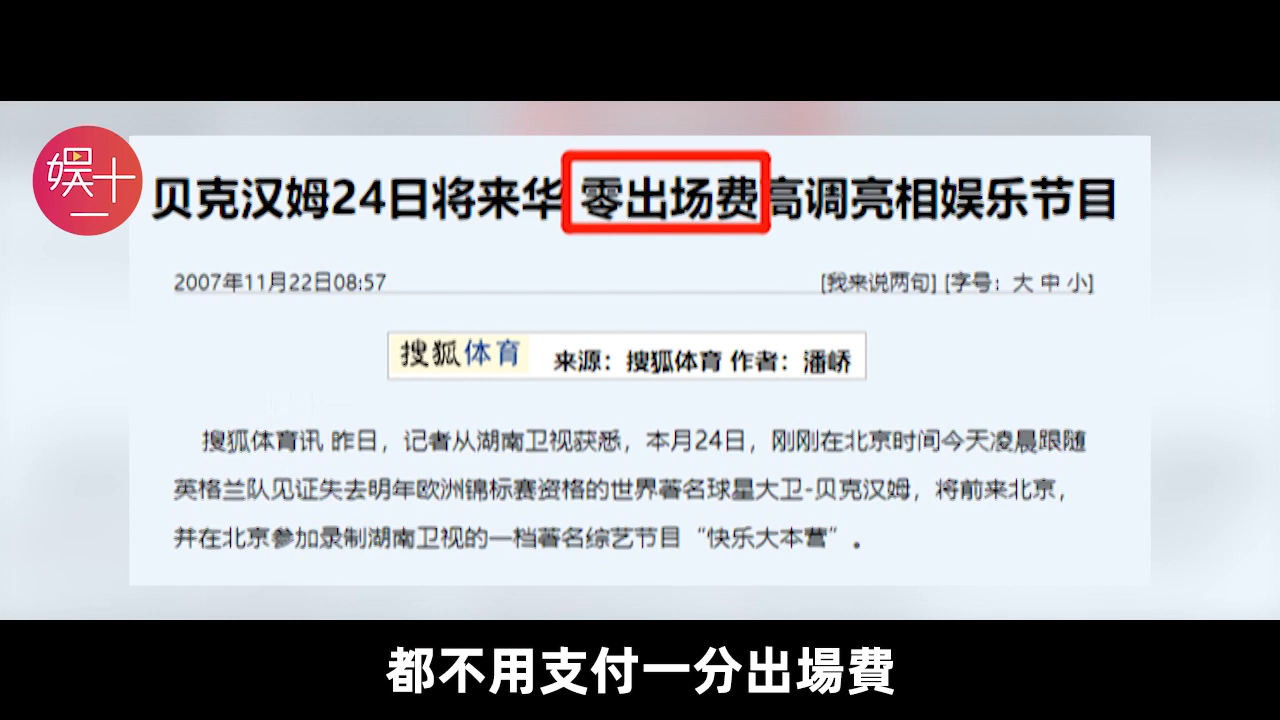 娱十一
贝克汉姆24日将来华 零出场费高调亮相娱乐节目
2007年11月22日08:57 [我来说两句] [字号：大 中 小]
搜狐体育 来源：搜狐体育 作者：潘峤
搜狐体育讯 昨日，记者从湖南卫视获悉，本月24日，刚刚在北京时间今天凌晨跟随
英格兰队见证失去明年欧洲锦标赛资格的世界著名球星大卫-贝克汉姆，将前来北京，
并在北京参加录制湖南卫视的一档著名综艺节目“快乐大本营”。
都不用支付一分出場費